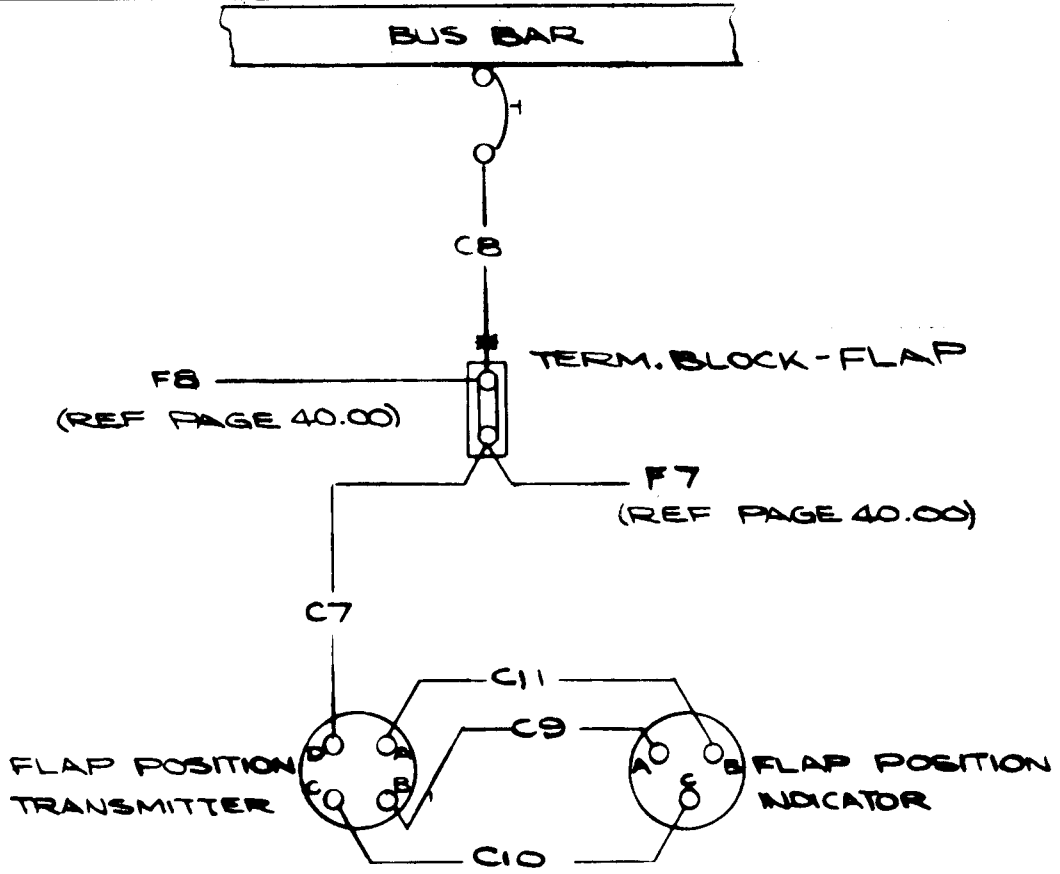 BUS BAR
C8
TERM. BLOCK - FLAP
F8
(REF PAGE 40.00)
F7
(REF PAGE 40.00)
C7
C11
C9
D A
C B
A B
C
FLAP POSITION
TRANSMITTER
FLAP POSITION
INDICATOR
C10